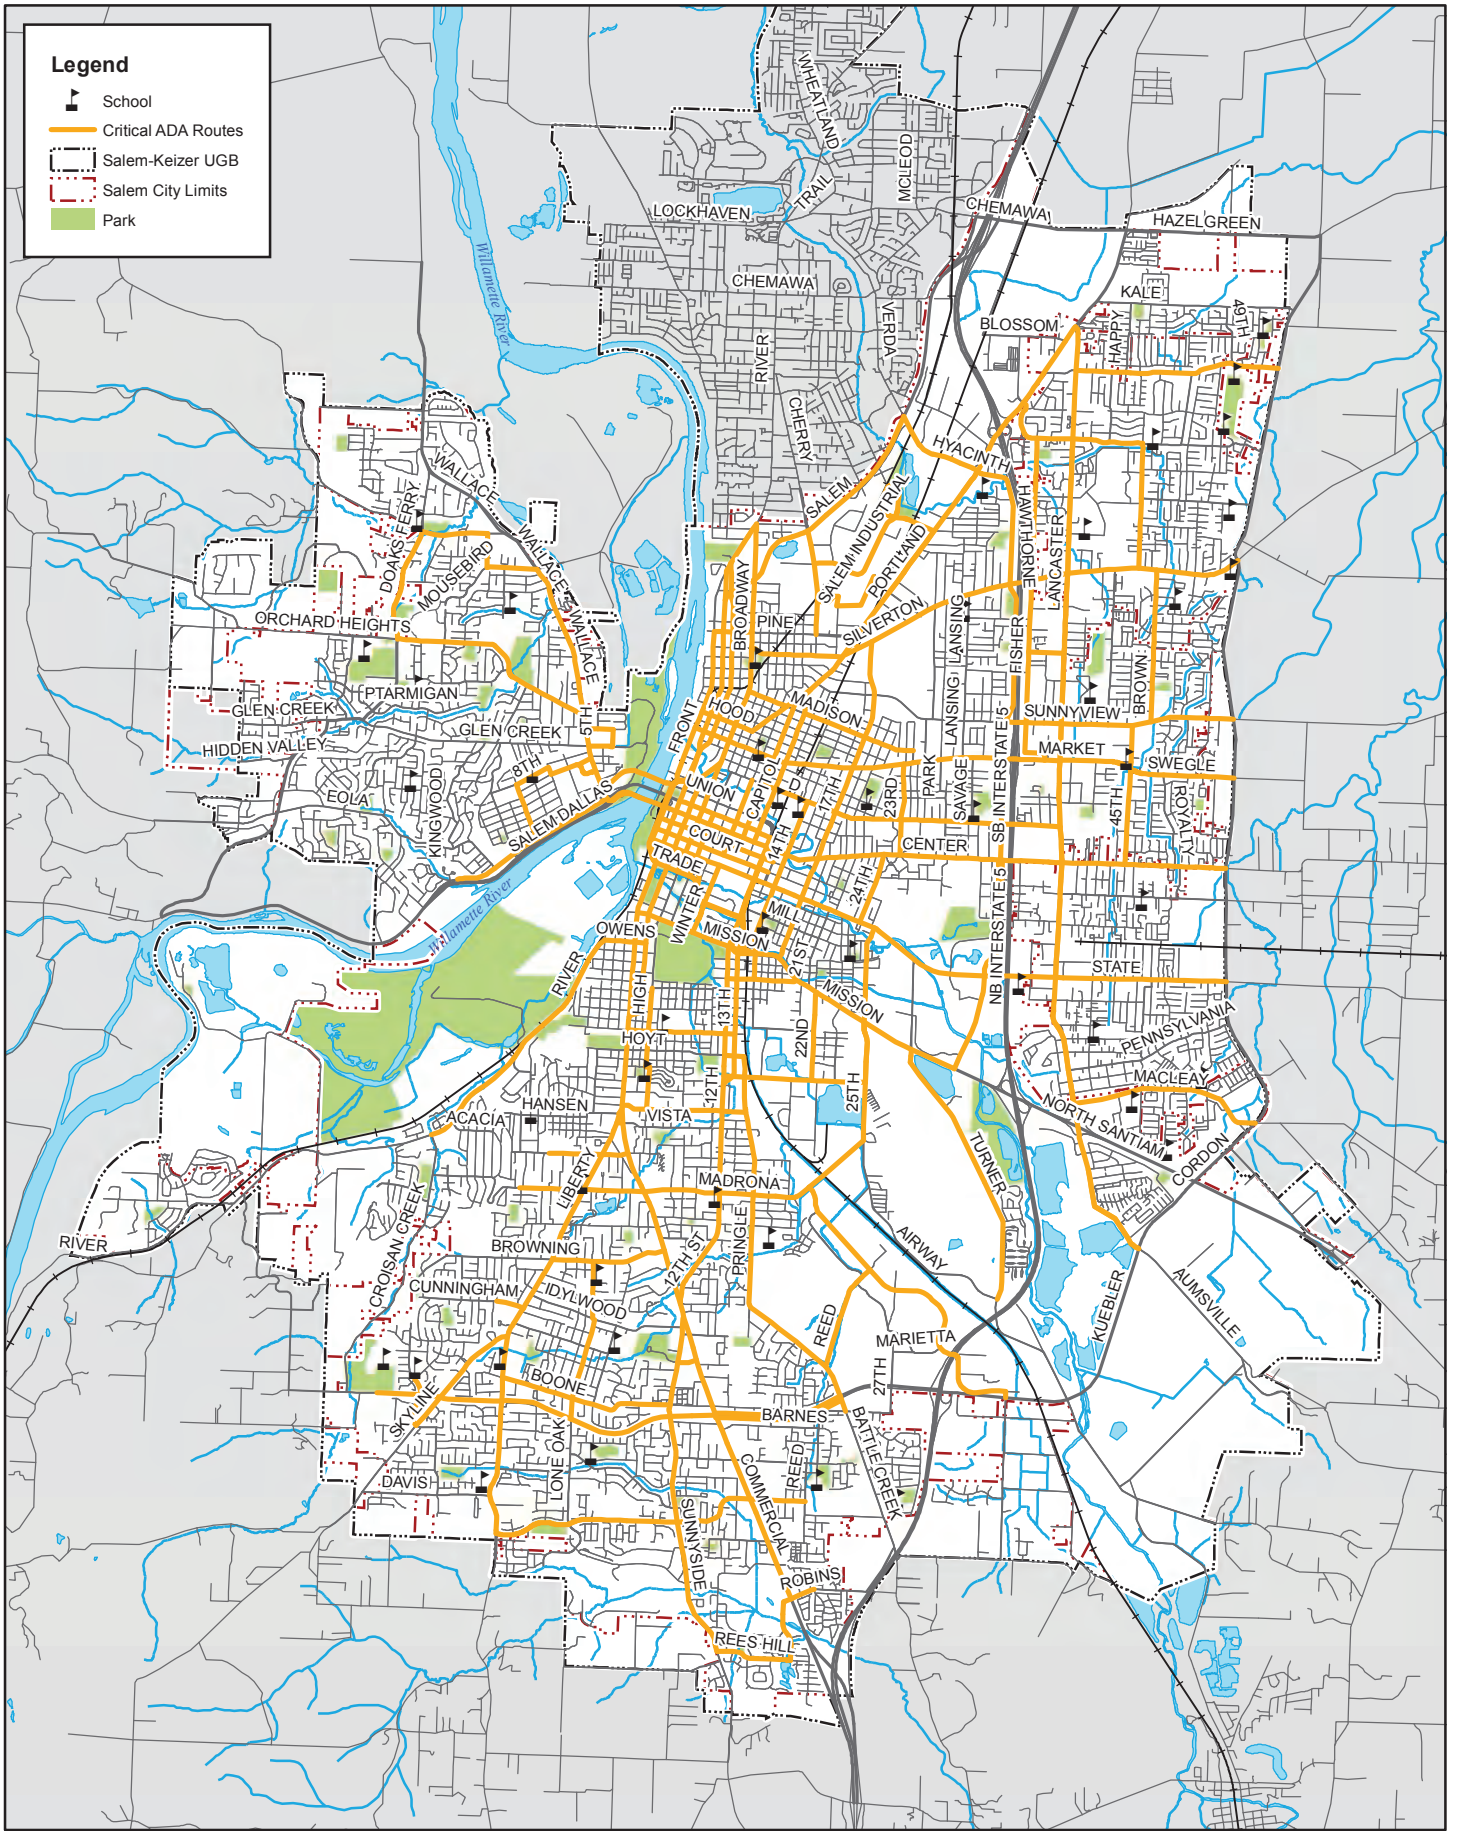 Legend
School
Critical ADA Routes
Salem-Keizer UGB
Salem City Limits
Park
WHEATLAND
MCLEOD
TRAIL
LOCKHAVEN
CHEMAWA
HAZELGREEN
Willamette River
CHEMAWA
KALE
49TH
VERDA
BLOSSOM
HAPPY
RIVER
CHERRY
HYACINTH
WALLACE
SALEM
DOAKS FERRY
SALEM INDUSTRIAL
HAWTHORNE
LANCASTER
WALLACE
MOUSEBIRD
PORTLAND
BROADWAY
ORCHARD HEIGHTS
WALLACE
PINE
SILVERTON
LANSING
FISHER
BROWN
PTARMIGAN
GLEN CREEK
GLEN CREEK
5TH
FRONT
HOOD
MADISON
LANSING
SUNNYVIEW
HIDDEN VALLEY
8TH
MARKET
SWEGLE
PARK
SAVAGE
SB INTERSTATE 5
UNION
CAPITOL
D
17TH
23RD
45TH
ROYALTY
EOLA
KINGWOOD
SALEM DALLAS
COURT
14TH
CENTER
TRADE
24TH
Willamette River
WINTER
MILL
OWENS
MISSION
21ST
NB INTERSTATE 5
STATE
RIVER
HIGH
13TH
MISSION
PENNSYLVANIA
HOYT
22ND
12TH
25TH
MACLEAY
HANSEN
ACACIA
VISTA
NORTH SANTIAM
CORDON
TURNER
LIBERTY
MADRONA
CROISAN CREEK
RIVER
BROWNING
PRINGLE
12TH ST
AIRWAY
CUNNINGHAM
IDYLWOOD
KUEBLER
AUMSVILLE
REED
MARIETTA
27TH
BOONE
SKYLINE
BARNES
BATTLE CREEK
LONE OAK
DAVIS
COMMERCIAL
REED
SUNNYSIDE
ROBINS
REES HILL